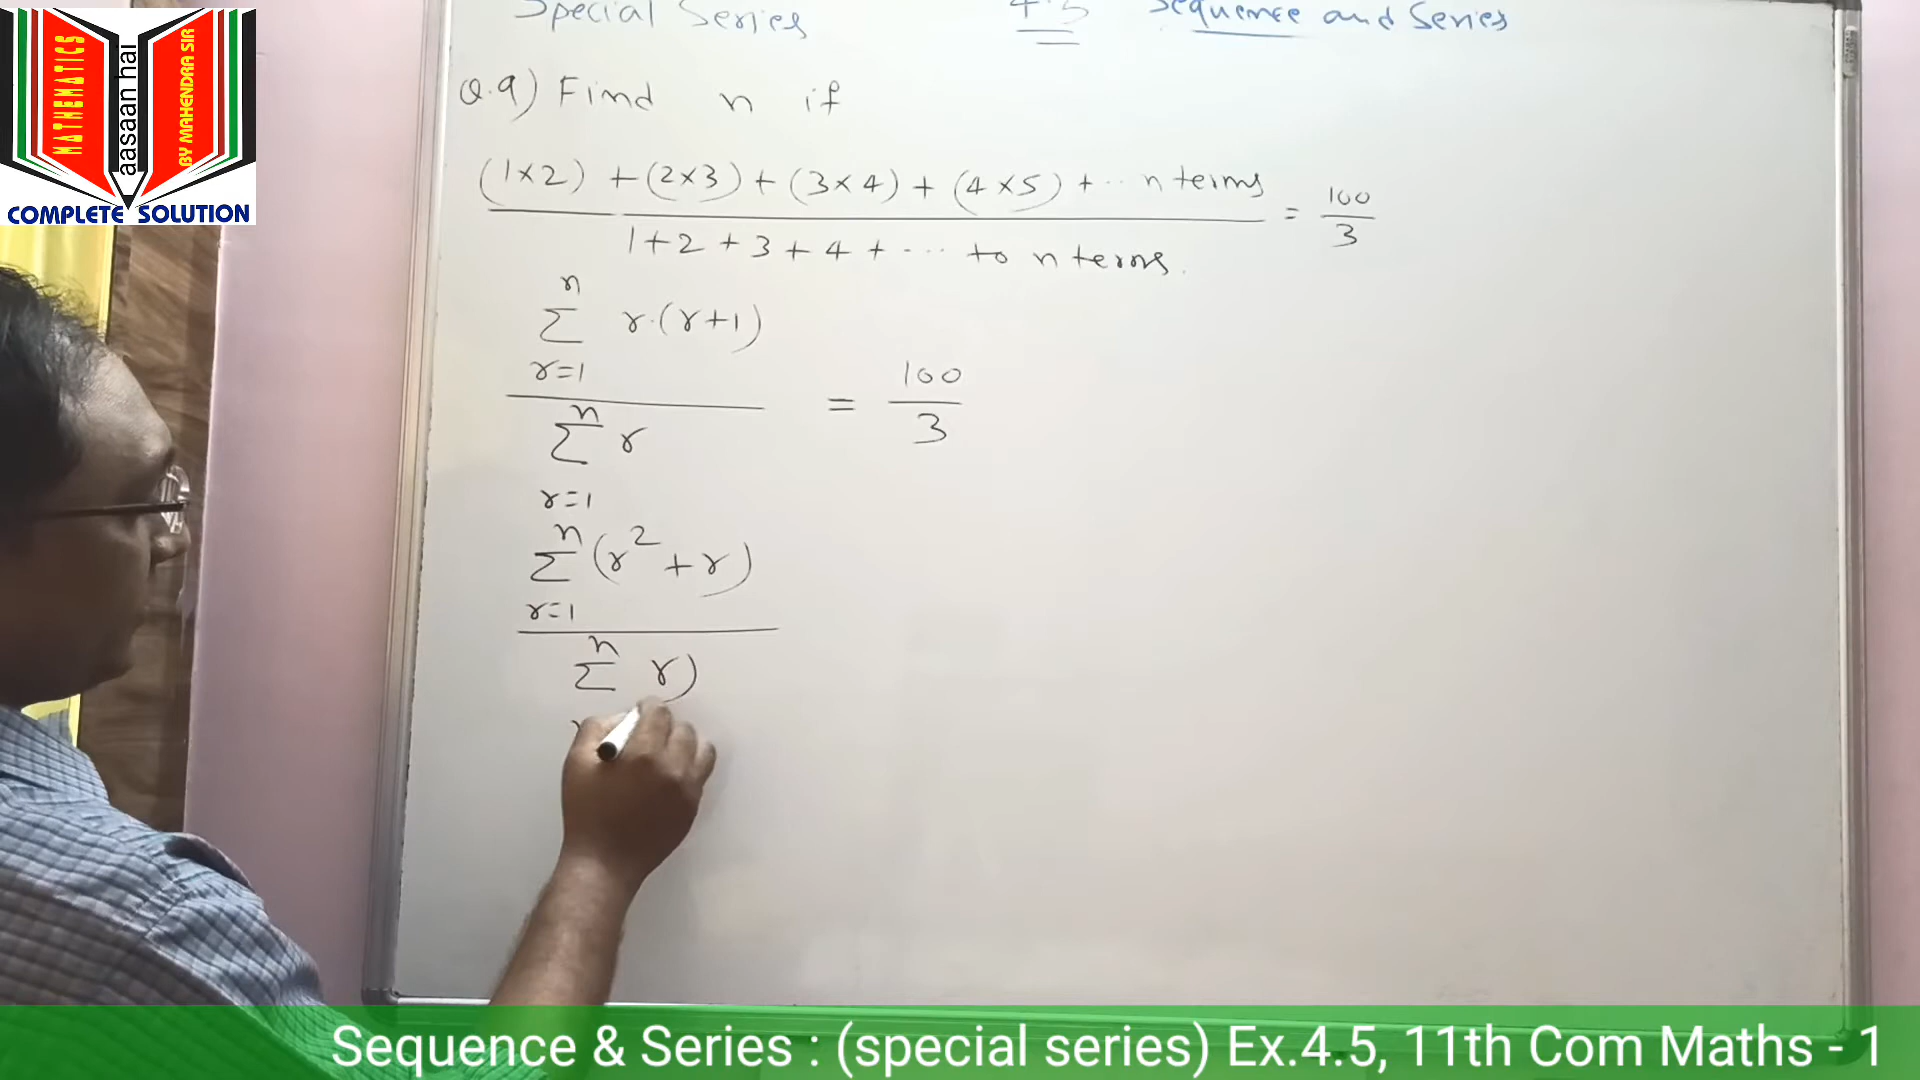 MATHEMATICS
aasaan hai
BY MAHENDRA SIR
COMPLETE SOLUTION
Special Series 4.5 Sequence and Series
Q.9) Find n if
(1×2) + (2×3) + (3×4) + (4×5) + ... n terms
1+2+3+4+ .... to n terms.
= 100/3
n
Σ r.(r+1)
r=1
n
Σ r
r=1
= 100/3
n
Σ (r² + r)
r=1
n
Σ r)
Sequence & Series : (special series) Ex.4.5, 11th Com Maths - 1